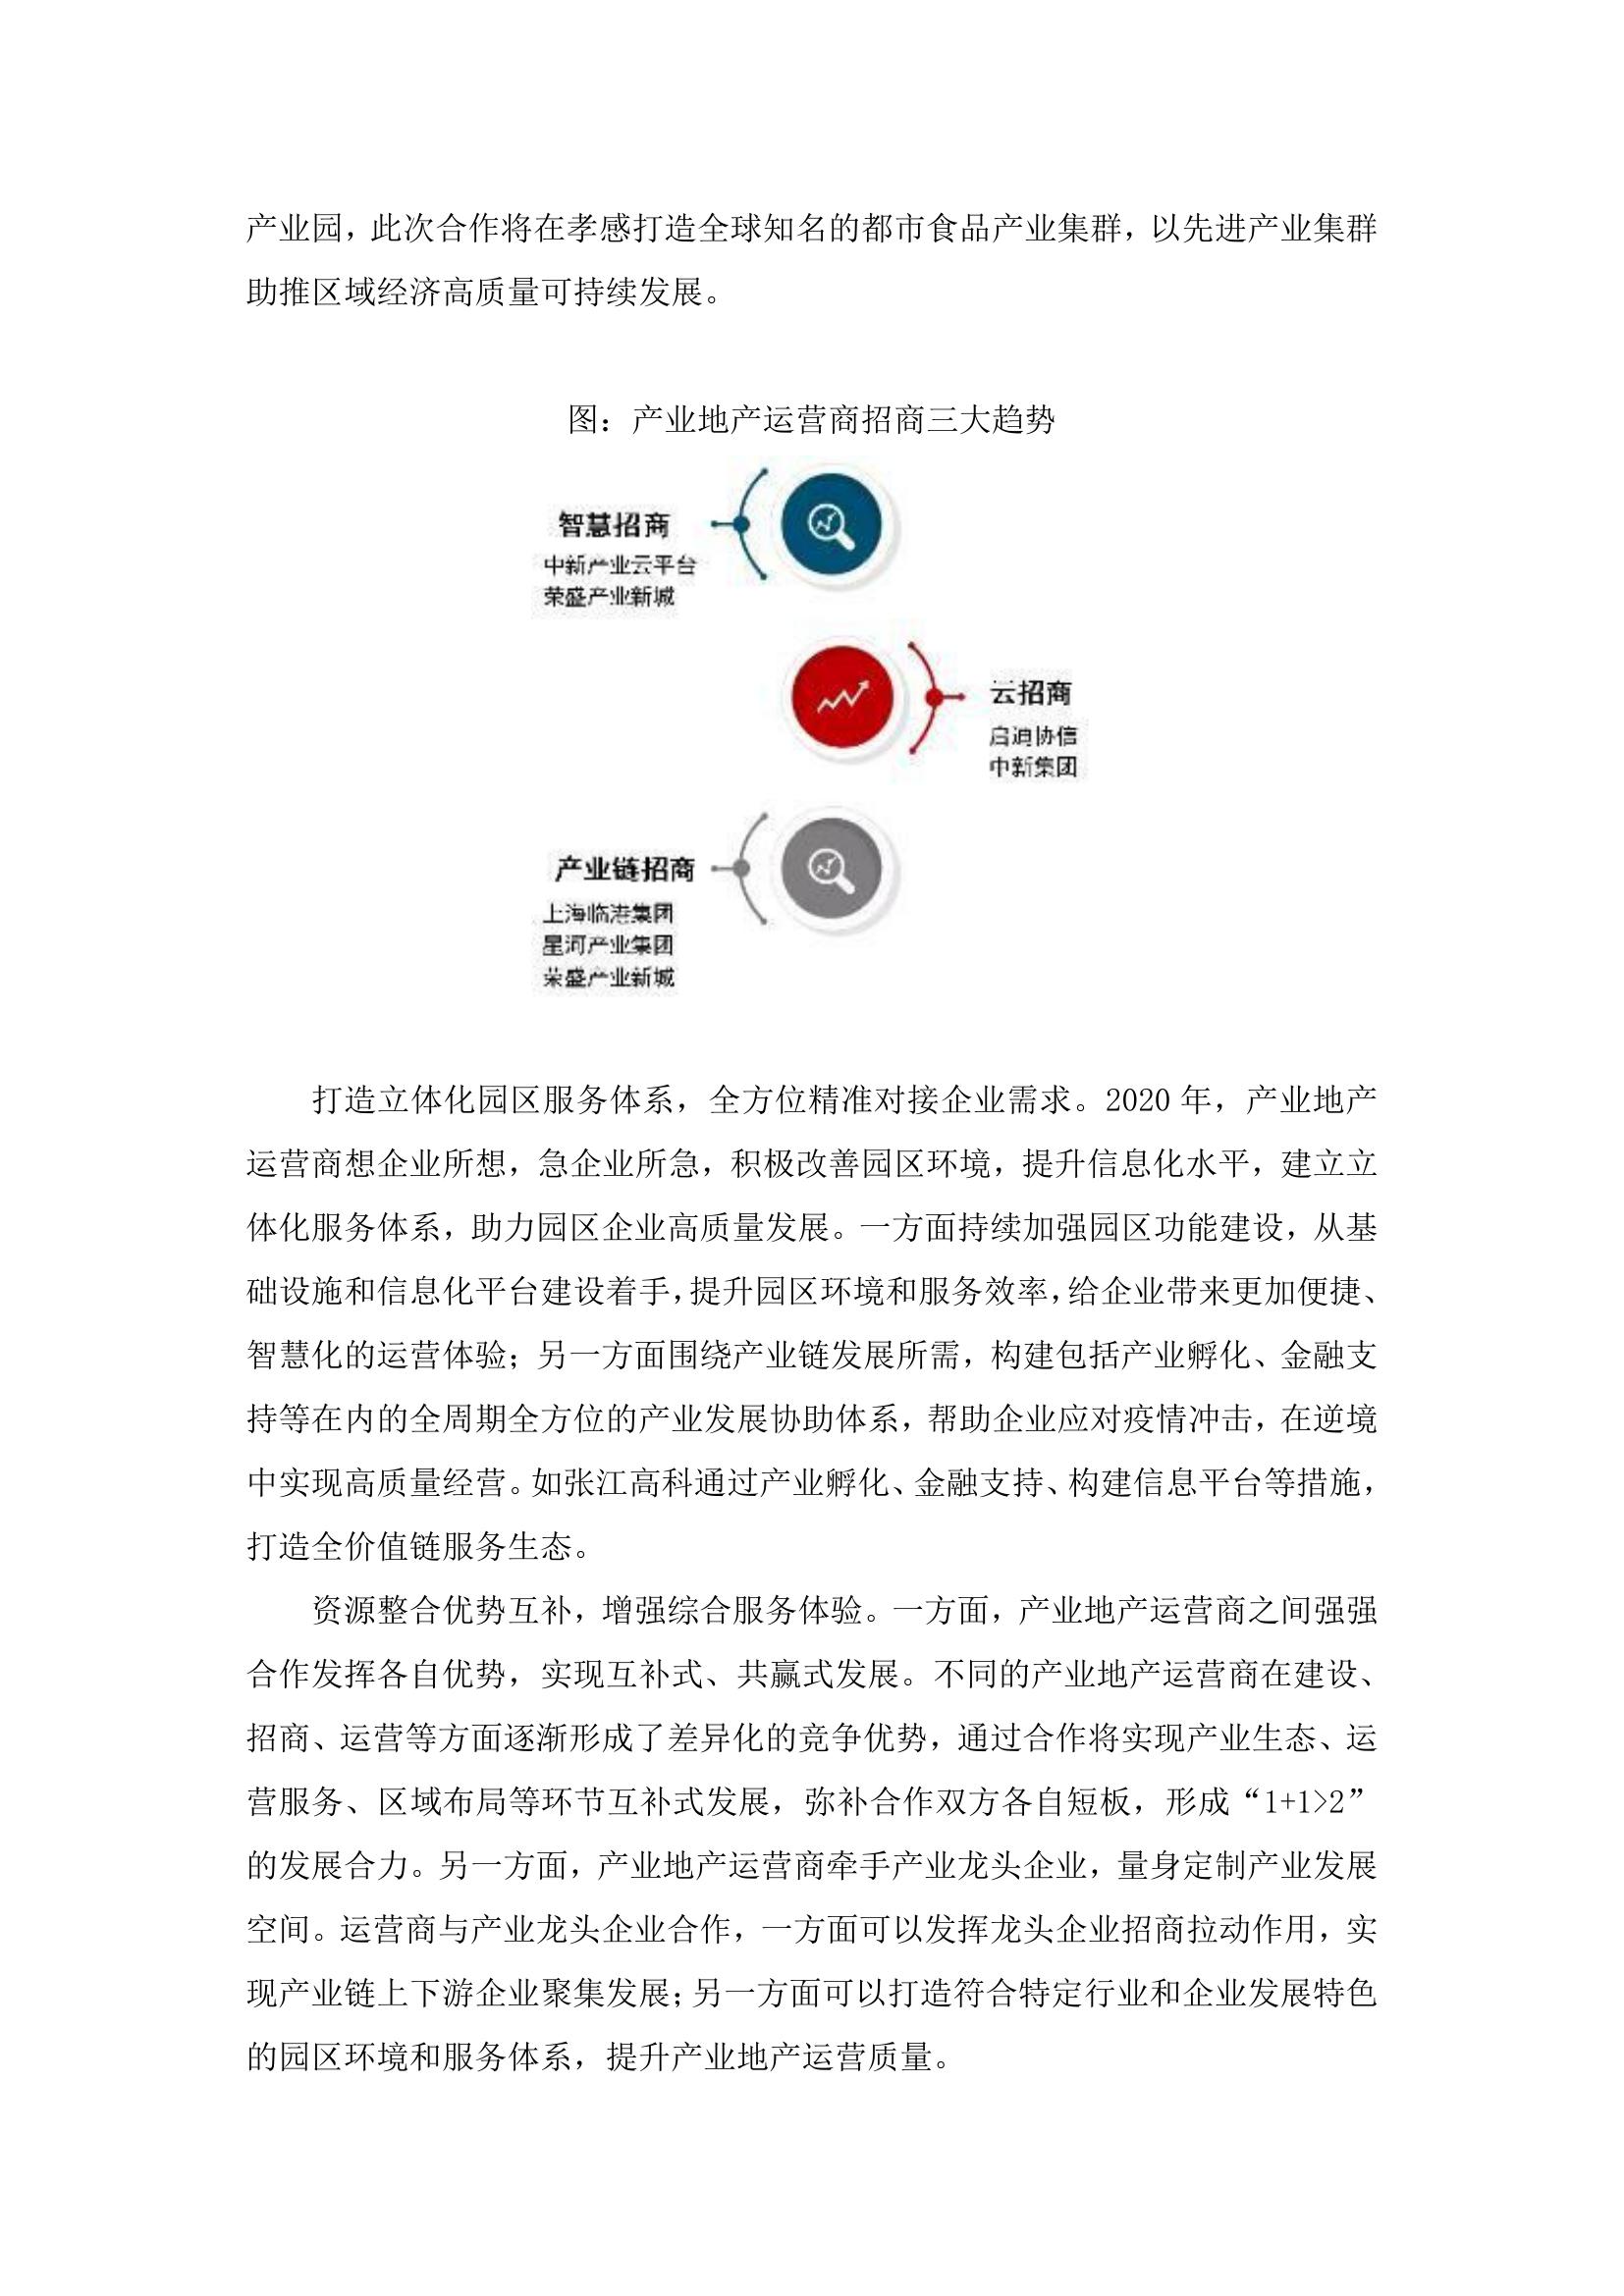 产业园，此次合作将在孝感打造全球知名的都市食品产业集群，以先进产业集群
助推区域经济高质量可持续发展。
图：产业地产运营商招商三大趋势
智慧招商
中新产业云平台
荣盛产业新城
云招商
启迪协信
中新集团
产业链招商
上海临港集团
星河产业集团
荣盛产业新城
打造立体化园区服务体系，全方位精准对接企业需求。2020 年，产业地产
运营商想企业所想，急企业所急，积极改善园区环境，提升信息化水平，建立立
体化服务体系，助力园区企业高质量发展。一方面持续加强园区功能建设，从基
础设施和信息化平台建设着手，提升园区环境和服务效率，给企业带来更加便捷、
智慧化的运营体验；另一方面围绕产业链发展所需，构建包括产业孵化、金融支
持等在内的全周期全方位的产业发展协助体系，帮助企业应对疫情冲击，在逆境
中实现高质量经营。如张江高科通过产业孵化、金融支持、构建信息平台等措施，
打造全价值链服务生态。
资源整合优势互补，增强综合服务体验。一方面，产业地产运营商之间强强
合作发挥各自优势，实现互补式、共赢式发展。不同的产业地产运营商在建设、
招商、运营等方面逐渐形成了差异化的竞争优势，通过合作将实现产业生态、运
营服务、区域布局等环节互补式发展，弥补合作双方各自短板，形成“1+1>2”
的发展合力。另一方面，产业地产运营商牵手产业龙头企业，量身定制产业发展
空间。运营商与产业龙头企业合作，一方面可以发挥龙头企业招商拉动作用，实
现产业链上下游企业聚集发展；另一方面可以打造符合特定行业和企业发展特色
的园区环境和服务体系，提升产业地产运营质量。